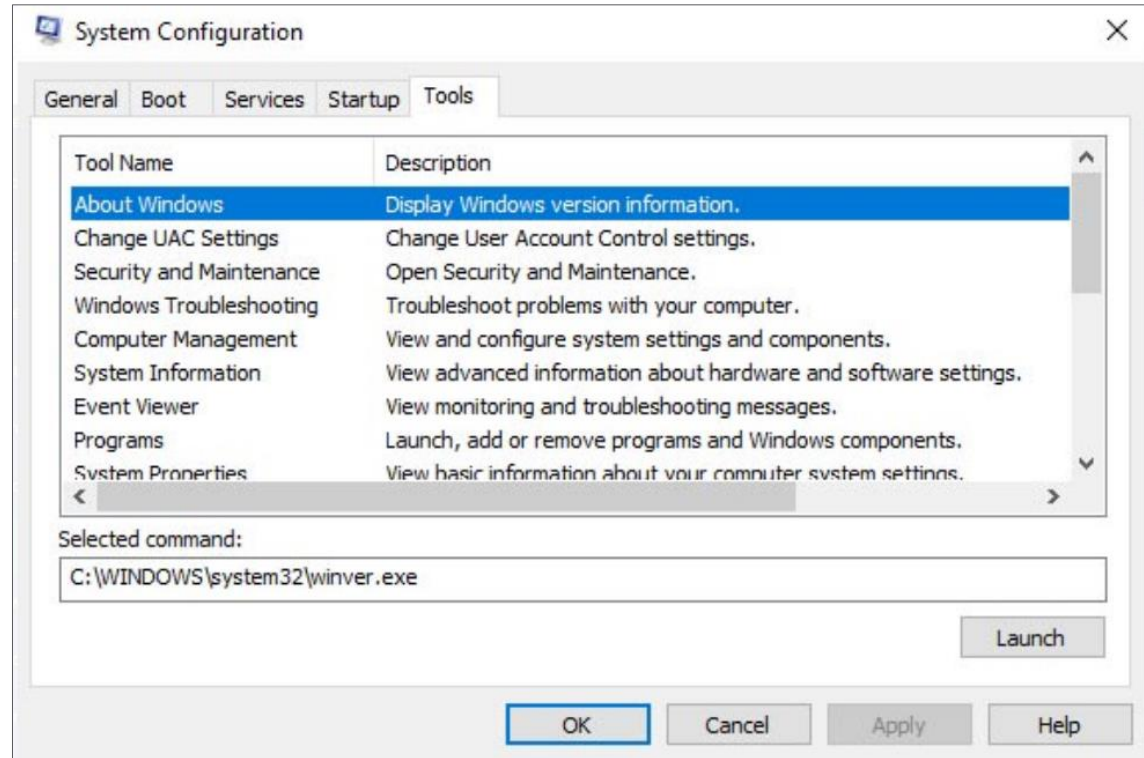 System Configuration
General Boot Services Startup Tools
Tool Name Description
About Windows Display Windows version information.
Change UAC Settings Change User Account Control settings.
Security and Maintenance Open Security and Maintenance.
Windows Troubleshooting Troubleshoot problems with your computer.
Computer Management View and configure system settings and components.
System Information View advanced information about hardware and software settings.
Event Viewer View monitoring and troubleshooting messages.
Programs Launch, add or remove programs and Windows components.
System Properties View basic information about your computer system settings.
Selected command:
C:\WINDOWS\system32\winver.exe
Launch
OK Cancel Apply Help